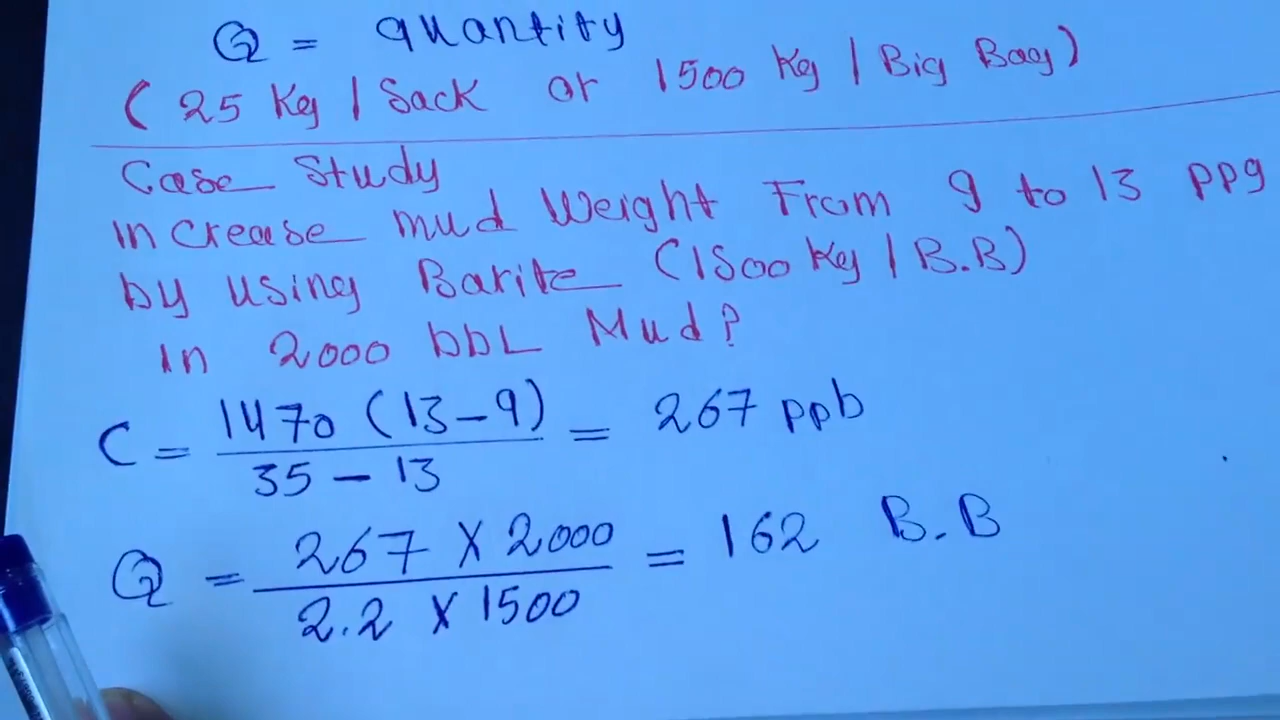 Q = quantity
( 25 Kg / Sack or 1500 Kg / Big Bag )
Case Study
increase mud Weight From 9 to 13 ppg
by using Barite (1500 Kg / B.B)
in 2000 bbL Mud?
C = 1470 (13-9) / 35 - 13 = 267 ppb
Q = 267 X 2000 / 2.2 X 1500 = 162 B.B